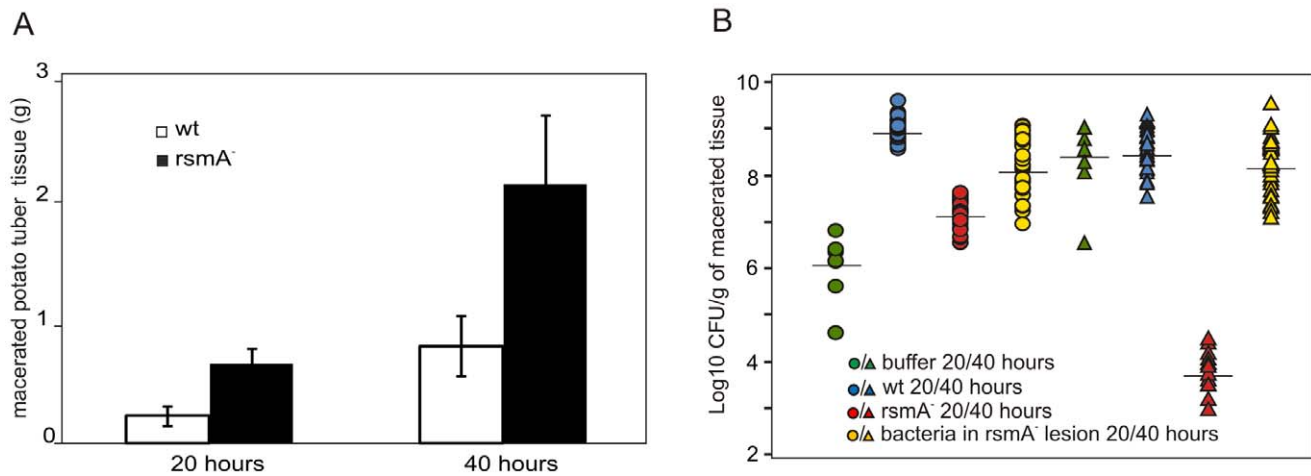 A
macerated potato tuber tissue (g)
3
2
1
0
wt
rsmA-
20 hours
40 hours
B
Log10 CFU/g of macerated tissue
10
8
6
4
2
/ buffer 20/40 hours
/ wt 20/40 hours
/ rsmA- 20/40 hours
/ bacteria in rsmA- lesion 20/40 hours